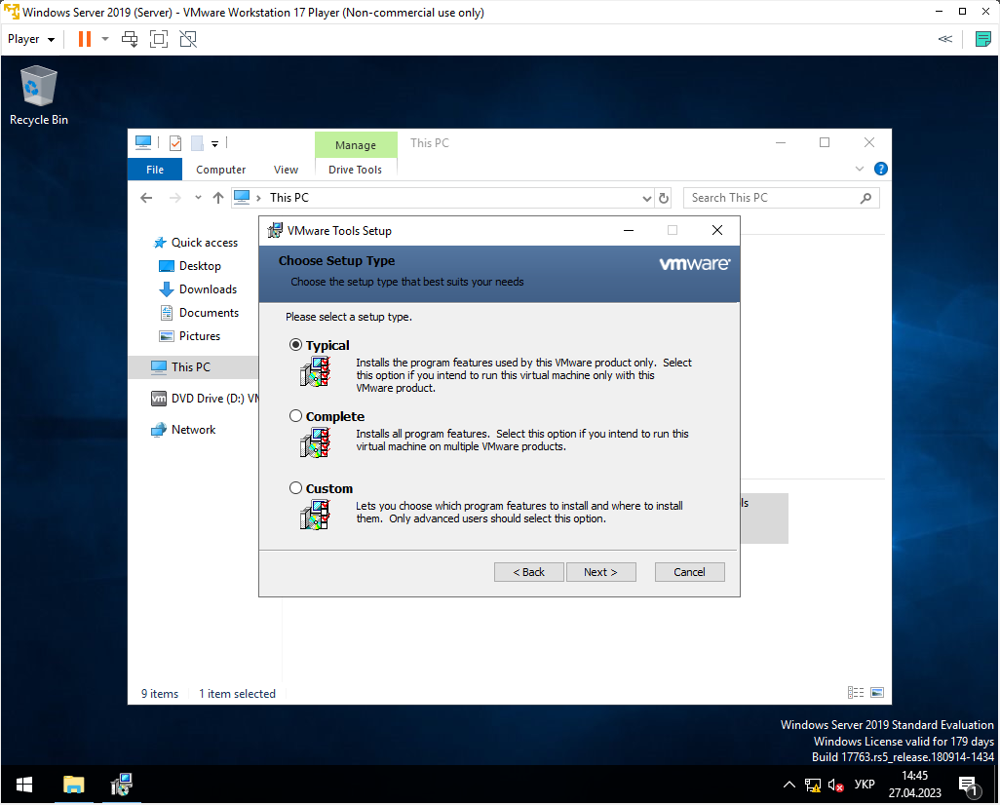 Windows Server 2019 (Server) - VMware Workstation 17 Player (Non-commercial use only)
Player
Recycle Bin
Manage
This PC
File
Computer
View
Drive Tools
This PC
Search This PC
Quick access
Desktop
Downloads
Documents
Pictures
This PC
DVD Drive (D:) VM
Network
VMware Tools Setup
Choose Setup Type
Choose the setup type that best suits your needs
vmware
Please select a setup type.
Typical
Installs the program features used by this VMware product only. Select
this option if you intend to run this virtual machine only with this
VMware product.
Complete
Installs all program features. Select this option if you intend to run this
virtual machine on multiple VMware products.
Custom
Lets you choose which program features to install and where to install
them. Only advanced users should select this option.
ls
< Back
Next >
Cancel
9 items
1 item selected
Windows Server 2019 Standard Evaluation
Windows License valid for 179 days
Build 17763.rs5_release.180914-1434
УКР
14:45
27.04.2023
1